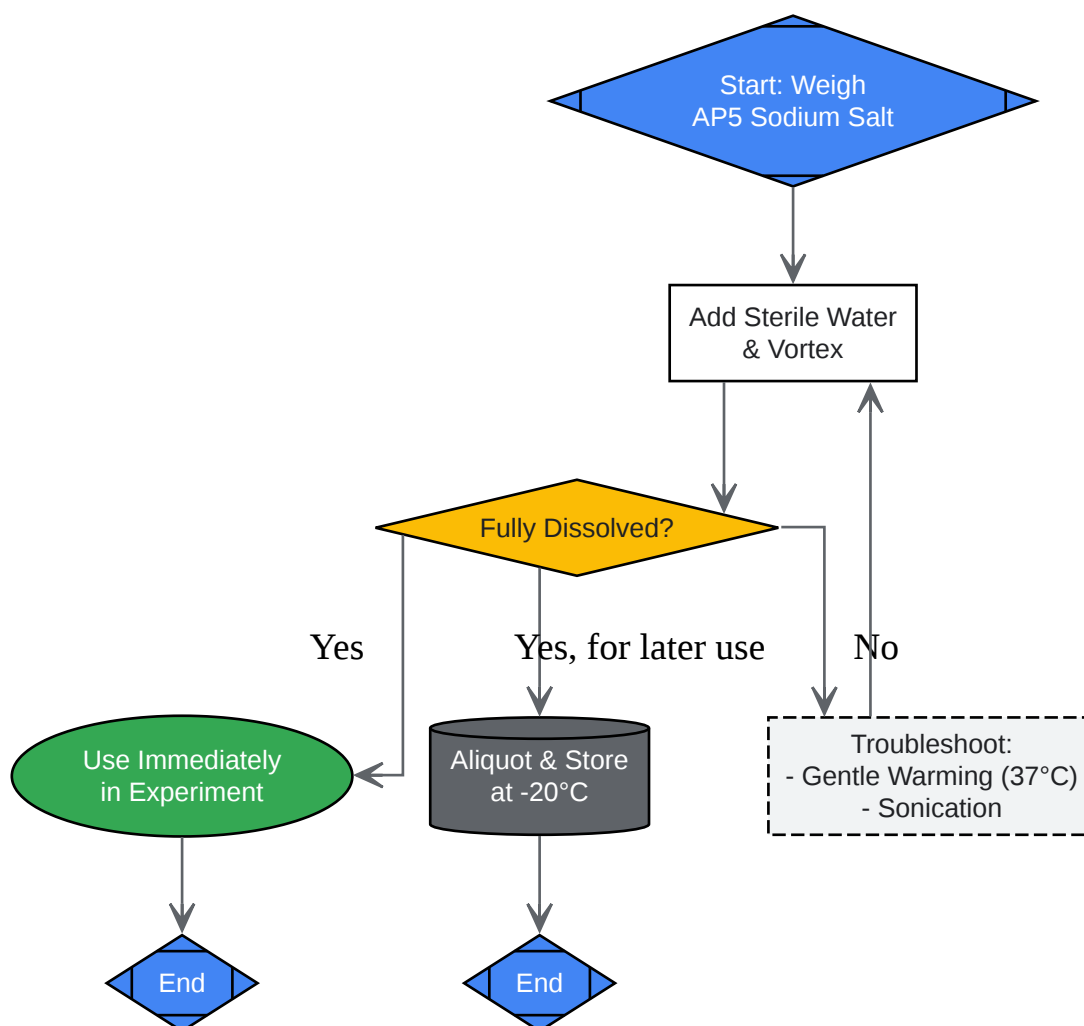 Start: Weigh
AP5 Sodium Salt
Add Sterile Water
& Vortex
Fully Dissolved?
Yes
Yes, for later use
No
Use Immediately
in Experiment
Aliquot & Store
at -20°C
Troubleshoot:
- Gentle Warming (37°C)
- Sonication
End
End